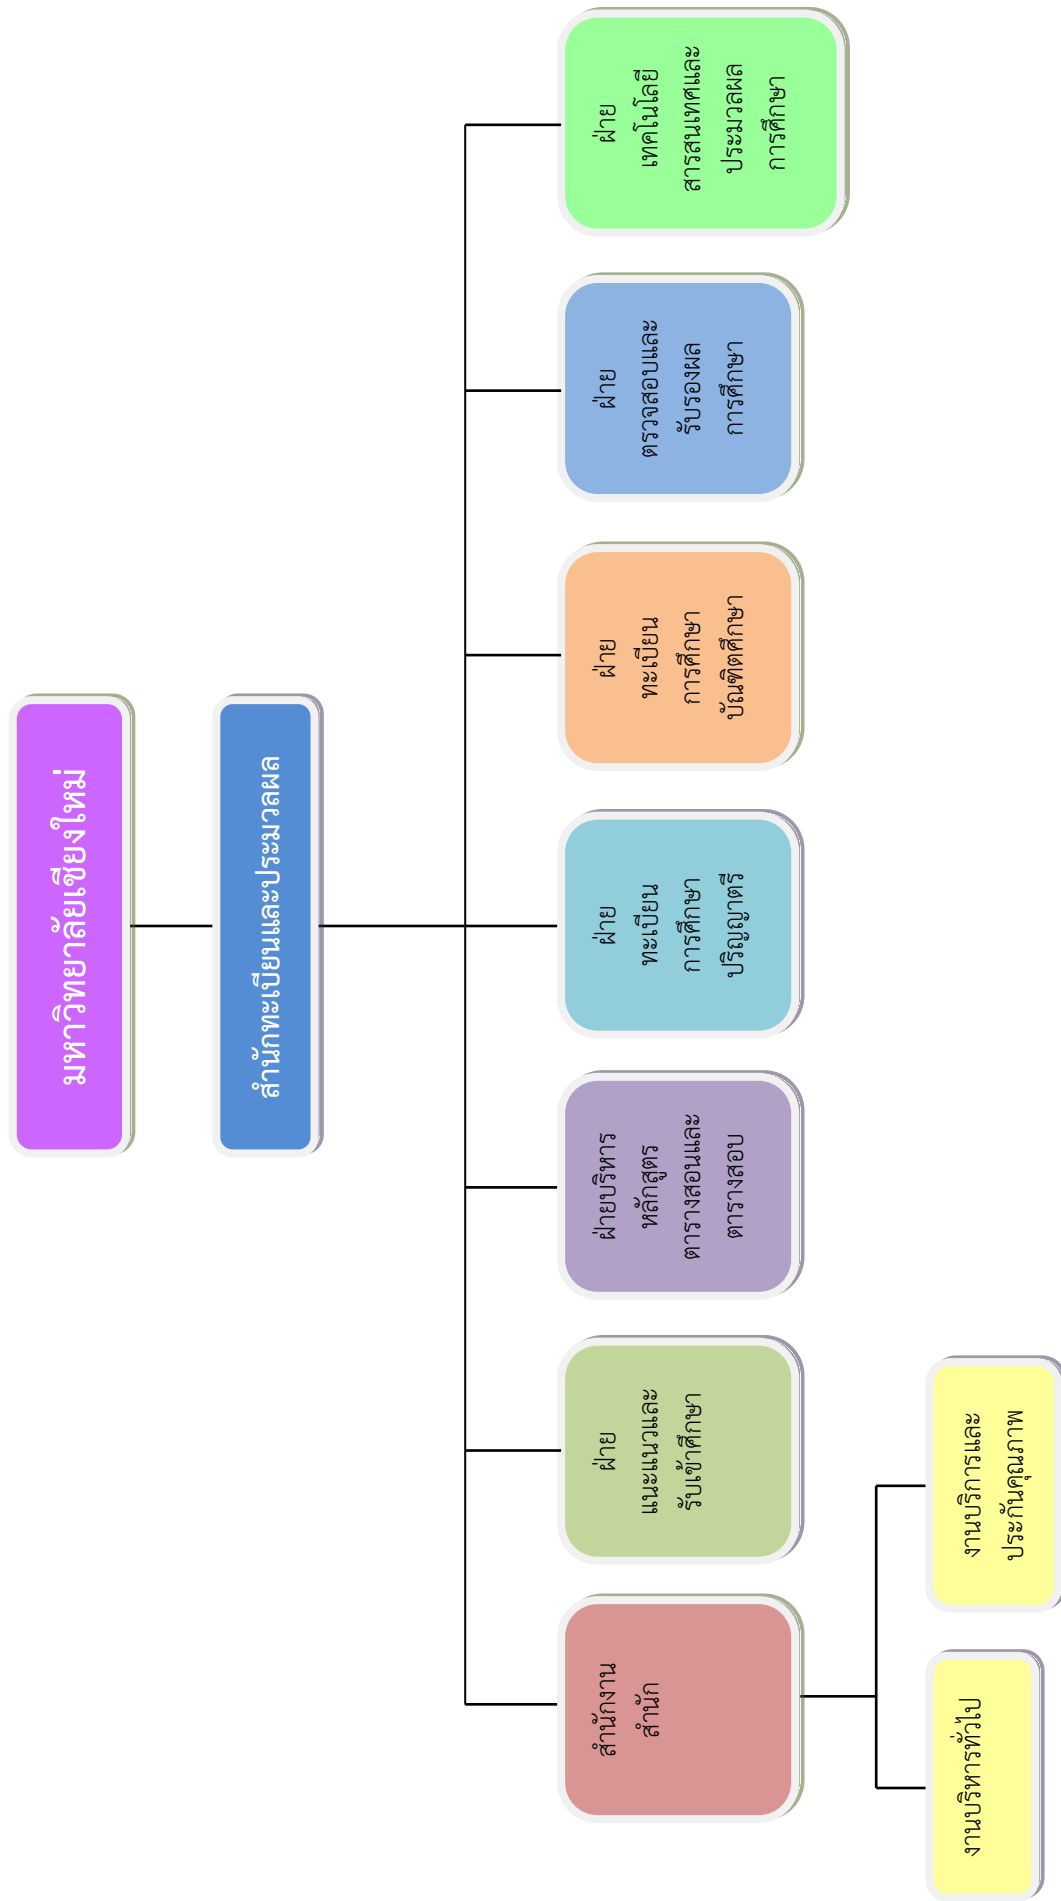 มหาวิทยาลัยเชียงใหม่
สำนักทะเบียนและประมวลผล
สำนักงาน
สำนัก
ฝ่าย
แนะแนวและ
รับเข้าศึกษา
ฝ่ายบริหาร
หลักสูตร
ตารางสอนและ
ตารางสอบ
ฝ่าย
ทะเบียน
การศึกษา
ปริญญาตรี
ฝ่าย
ทะเบียน
การศึกษา
บัณฑิตศึกษา
ฝ่าย
ตรวจสอบและ
รับรองผล
การศึกษา
ฝ่าย
เทคโนโลยี
สารสนเทศและ
ประมวลผล
การศึกษา
งานบริหารทั่วไป
งานบริการและ
ประกันคุณภาพ